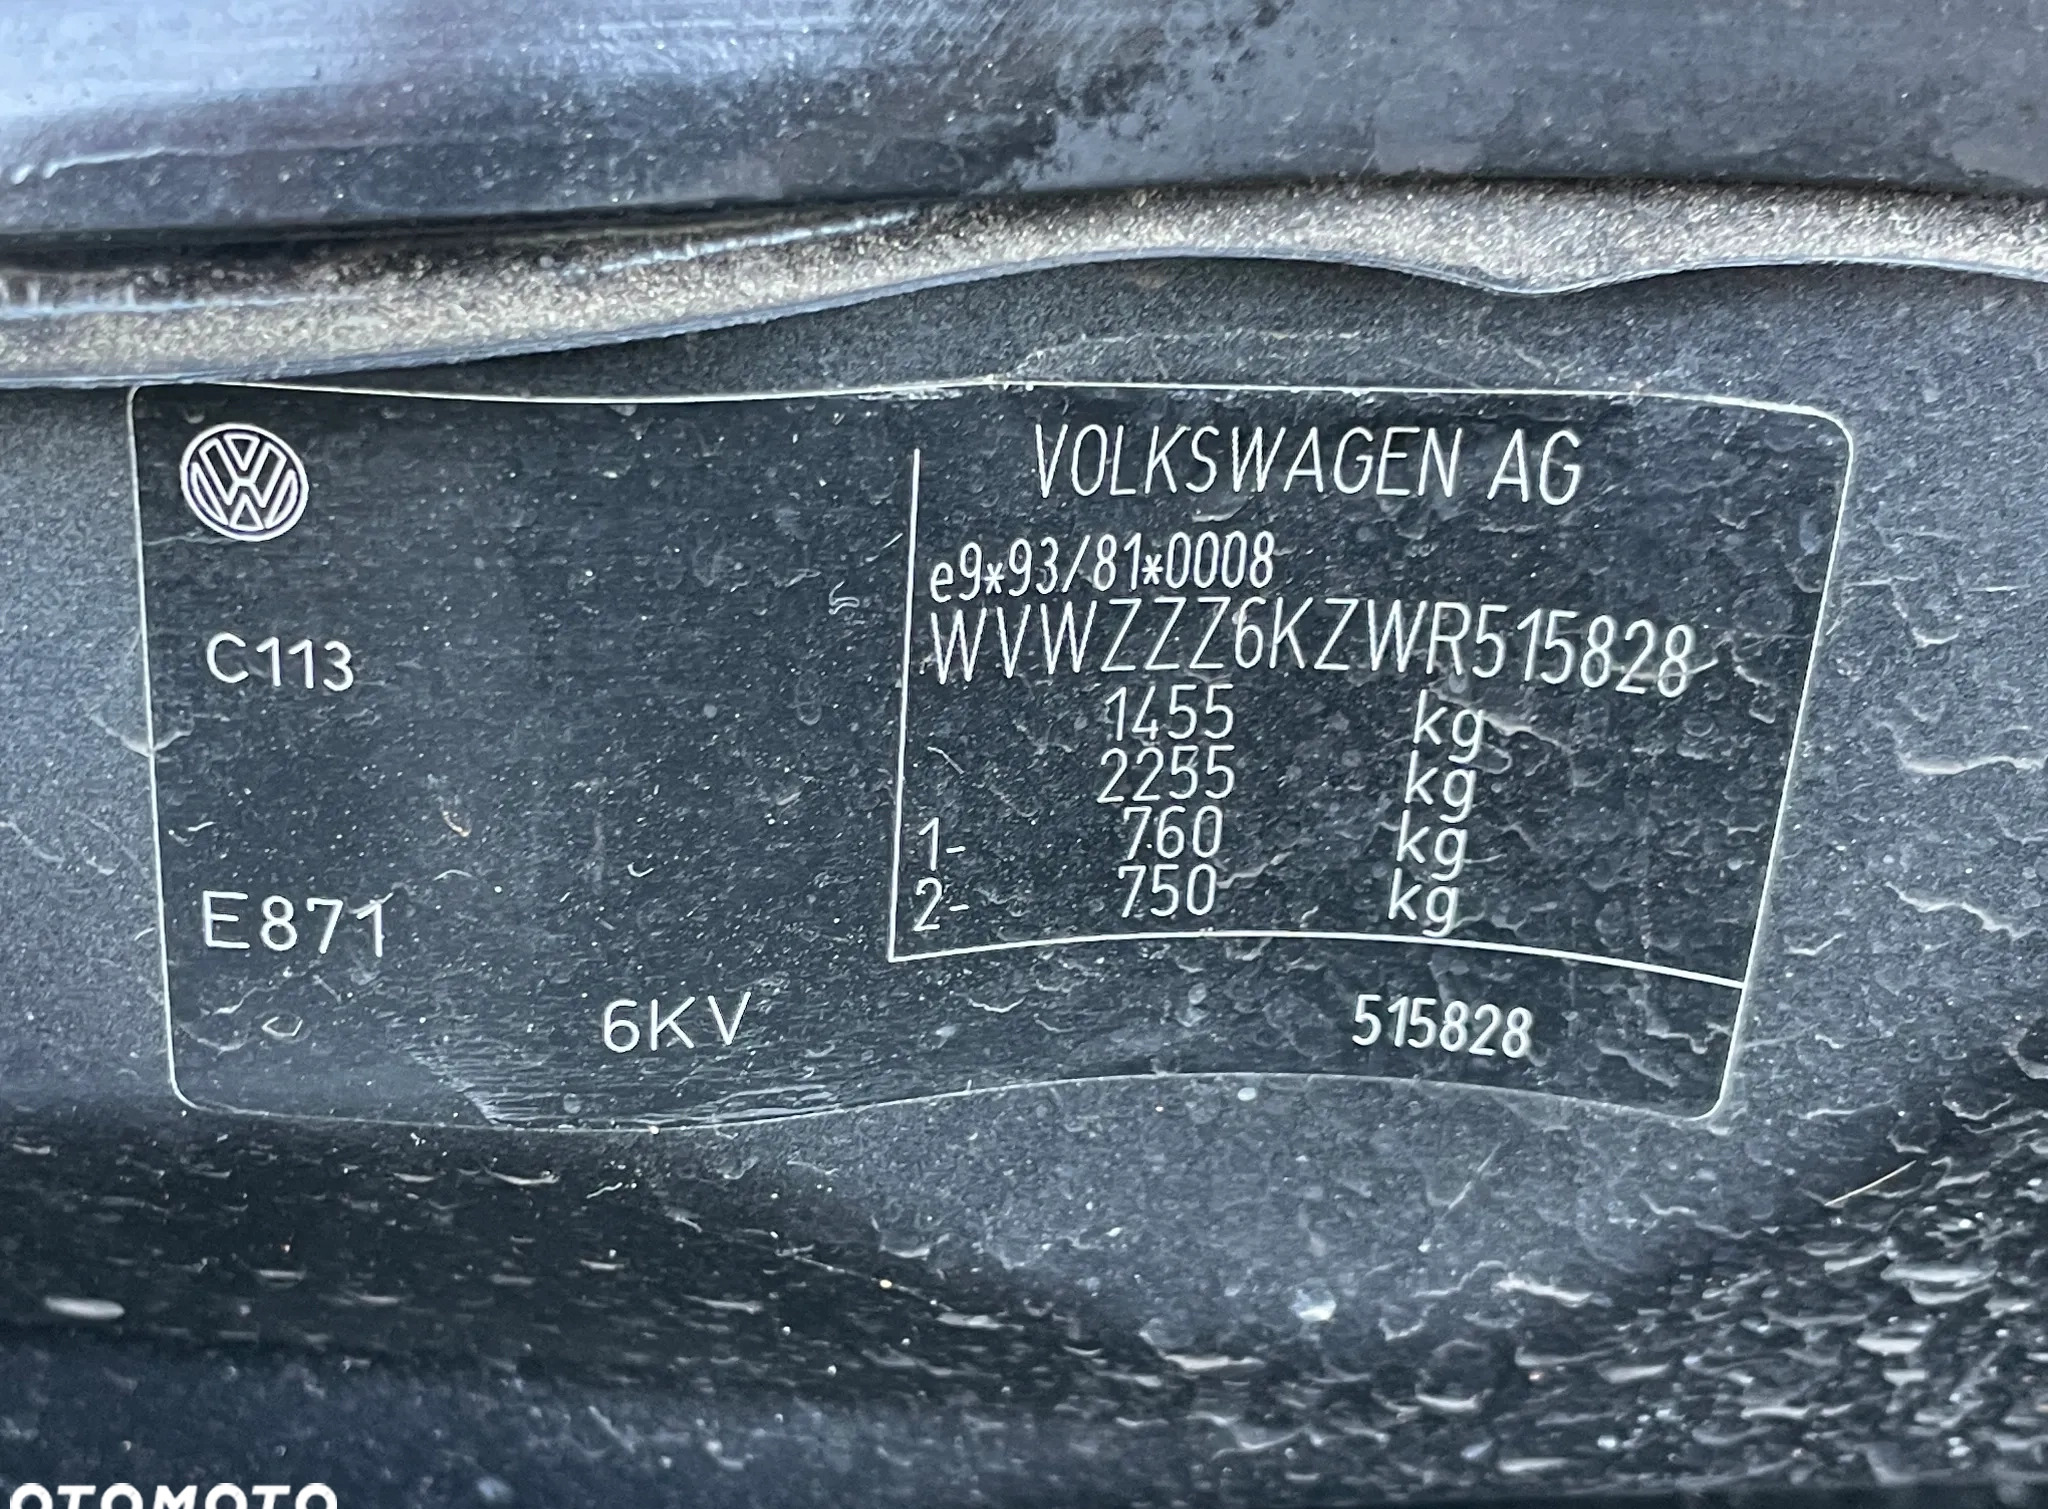 VOLKSWAGEN AG
e9*93/81*0008
WVWZZZ6KZWR515828
C113
1455 kg
2255 kg
1- 760 kg
2- 750 kg
E871
6KV 515828
OTOMOTO